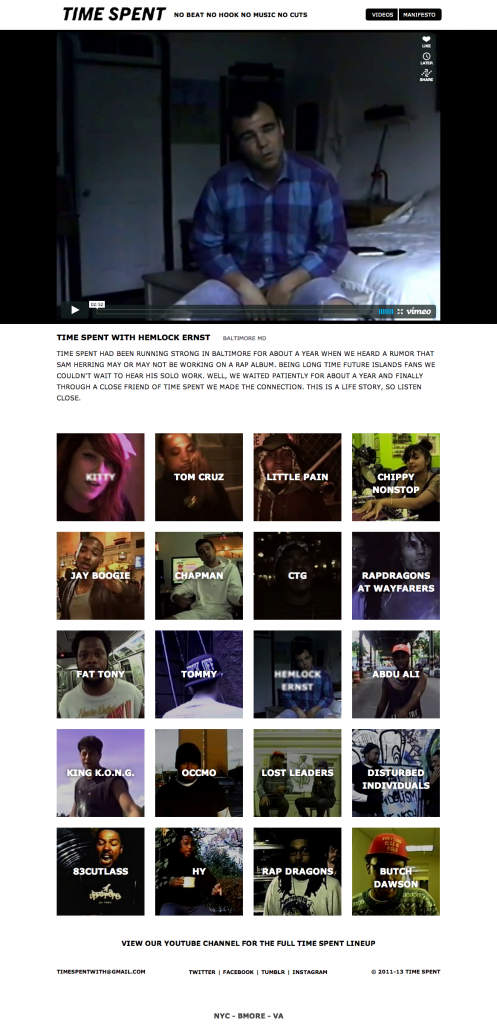 TIME SPENT NO BEAT NO HOOK NO MUSIC NO CUTS
VIDEOS MANIFESTO
LIKE
LATER
SHARE
02:52
vimeo
TIME SPENT WITH HEMLOCK ERNST BALTIMORE MD
TIME SPENT HAD BEEN RUNNING STRONG IN BALTIMORE FOR ABOUT A YEAR WHEN WE HEARD A RUMOR THAT
SAM HERRING MAY OR MAY NOT BE WORKING ON A RAP ALBUM. BEING LONG TIME FUTURE ISLANDS FANS WE
COULDN'T WAIT TO HEAR HIS SOLO WORK. WELL, WE WAITED PATIENTLY FOR ABOUT A YEAR AND FINALLY
THROUGH A CLOSE FRIEND OF TIME SPENT WE MADE THE CONNECTION. THIS IS A LIFE STORY, SO LISTEN
CLOSE.
KITTY
TOM CRUZ
LITTLE PAIN
CHIPPY
NONSTOP
JAY BOOGIE
CHAPMAN
CTG
RAPDRAGONS
AT WAYFARERS
FAT TONY
TOMMY
HEMLOCK
ERNST
ABDU ALI
KING K.O.N.G.
OCCMO
LOST LEADERS
DISTURBED
INDIVIDUALS
83CUTLASS
HY
RAP DRAGONS
BUTCH
DAWSON
VIEW OUR YOUTUBE CHANNEL FOR THE FULL TIME SPENT LINEUP
TIMESPENTWITH@GMAIL.COM
TWITTER | FACEBOOK | TUMBLR | INSTAGRAM
© 2011-13 TIME SPENT
NYC - BMORE - VA